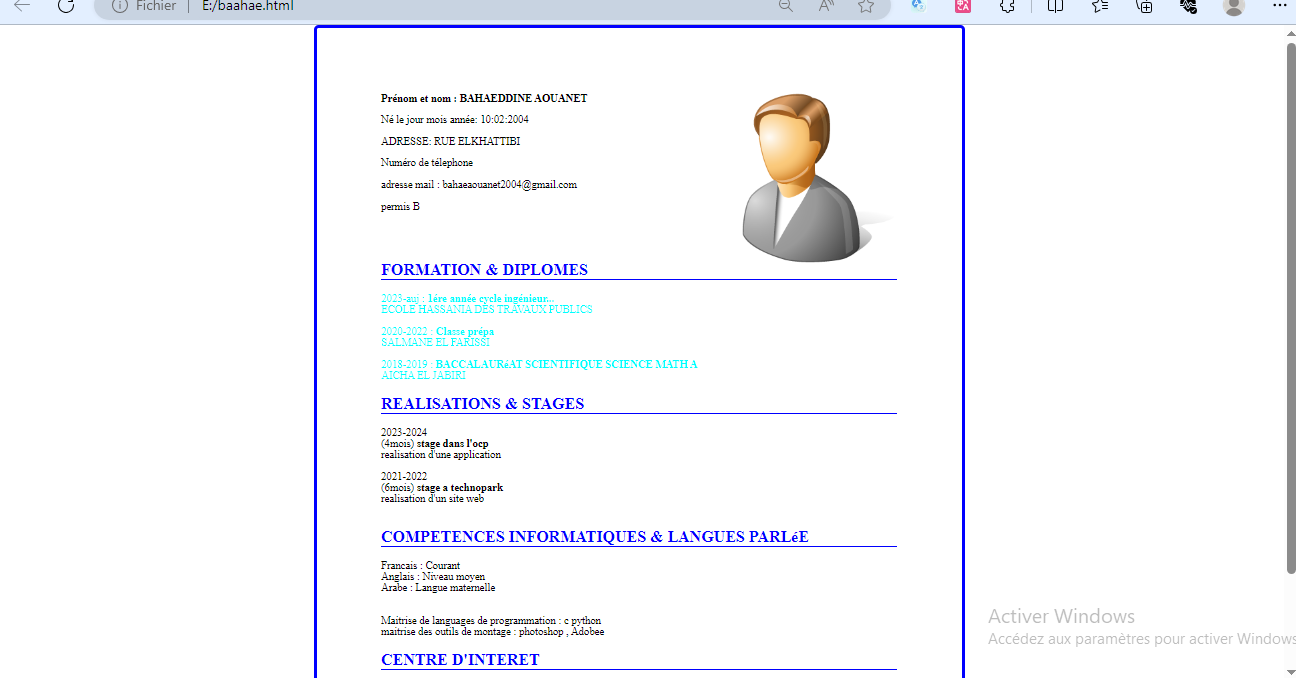 Fichier E:/baahae.html
Prénom et nom : BAHAEDDINE AOUANET
Né le jour mois année: 10:02:2004
ADRESSE: RUE ELKHATTIBI
Numéro de télephone
adresse mail : bahaeaouanet2004@gmail.com
permis B
FORMATION & DIPLOMES
2023-auj : 1ére année cycle ingénieur...
ECOLE HASSANIA DES TRAVAUX PUBLICS
2020-2022 : Classe prépa
SALMANE EL FARISSI
2018-2019 : BACCALAURéAT SCIENTIFIQUE SCIENCE MATH A
AICHA EL JABIRI
REALISATIONS & STAGES
2023-2024
(4mois) stage dans l'ocp
realisation d'une application
2021-2022
(6mois) stage a technopark
realisation d'un site web
COMPETENCES INFORMATIQUES & LANGUES PARLéE
Francais : Courant
Anglais : Niveau moyen
Arabe : Langue maternelle
Maitrise de languages de programmation : c python
maitrise des outils de montage : photoshop , Adobee
CENTRE D'INTERET
Activer Windows
Accédez aux paramètres pour activer Windows